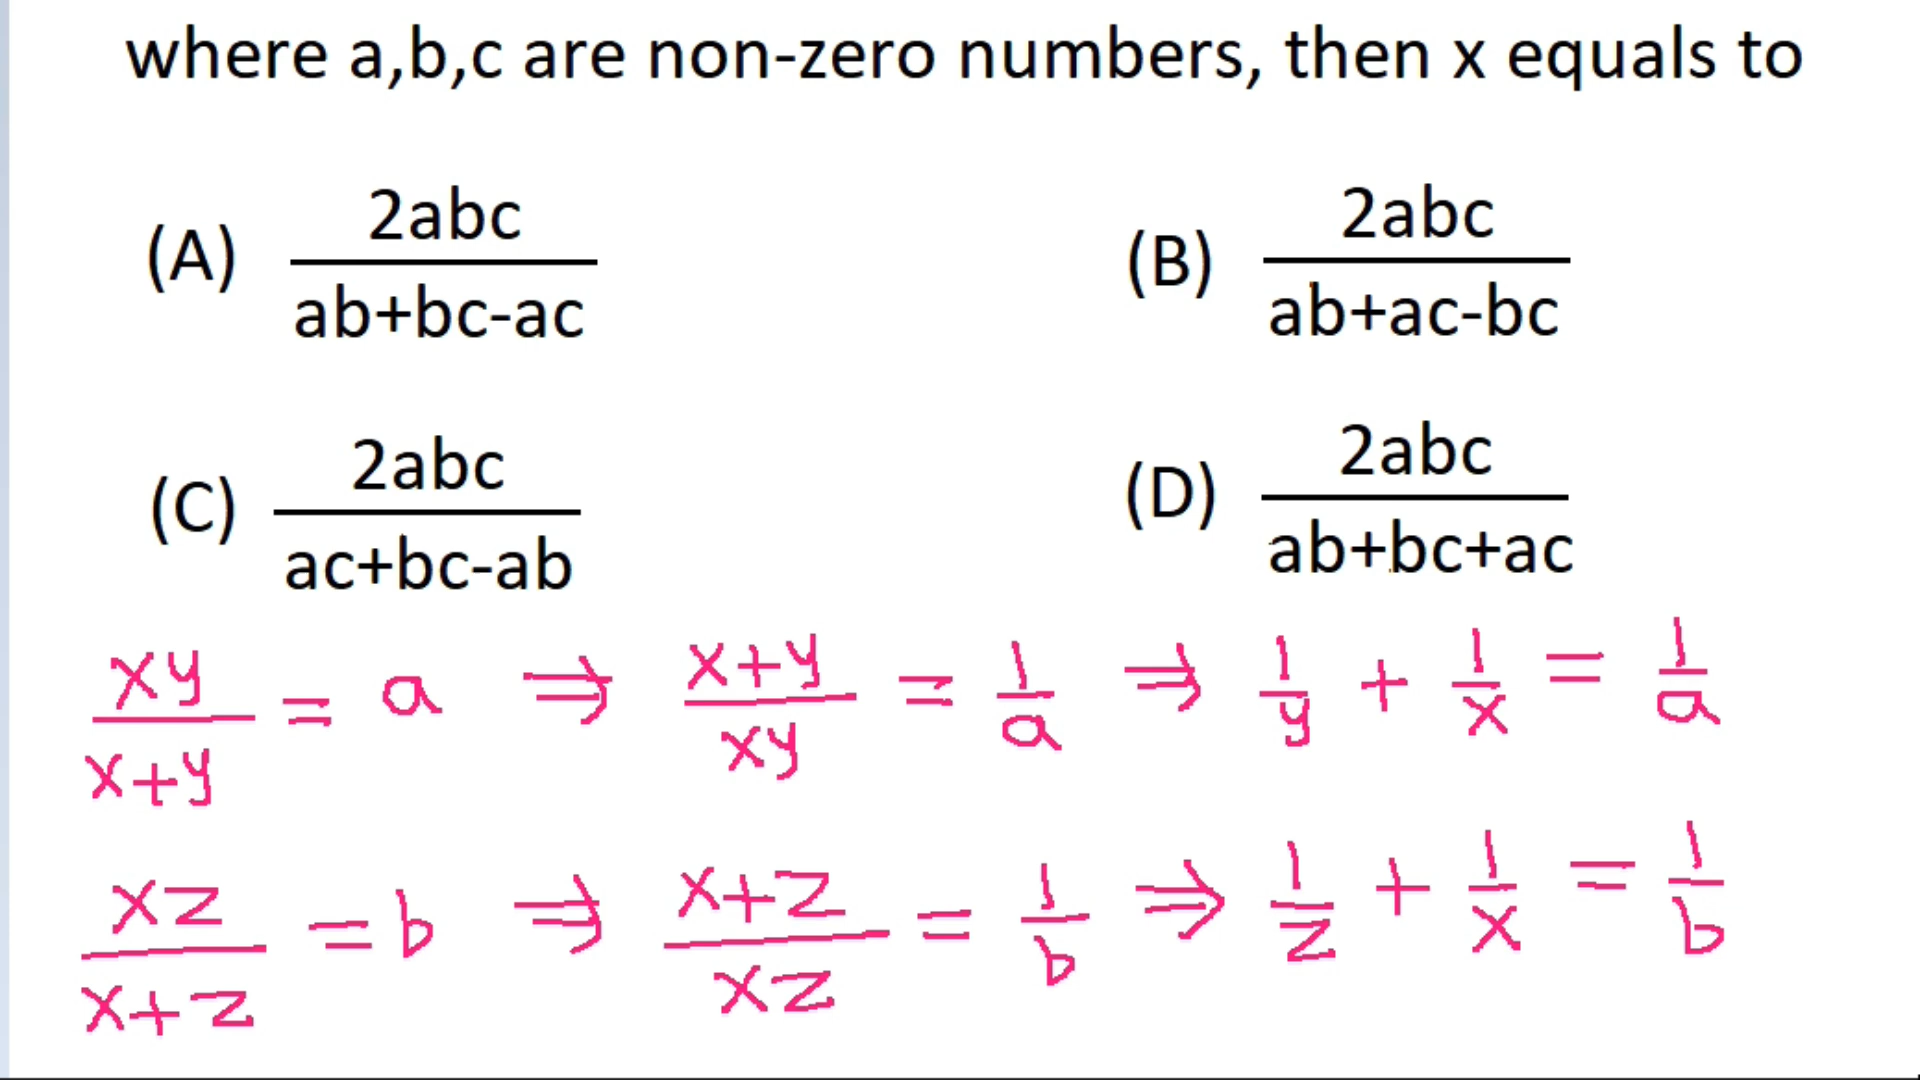 where a,b,c are non-zero numbers, then x equals to
(A) 2abc/ab+bc-ac (B) 2abc/ab+ac-bc
(C) 2abc/ac+bc-ab (D) 2abc/ab+bc+ac
xy/x+y = a ⇒ x+y/xy = 1/a ⇒ 1/y + 1/x = 1/a
xz/x+z = b ⇒ x+z/xz = 1/b ⇒ 1/z + 1/x = 1/b